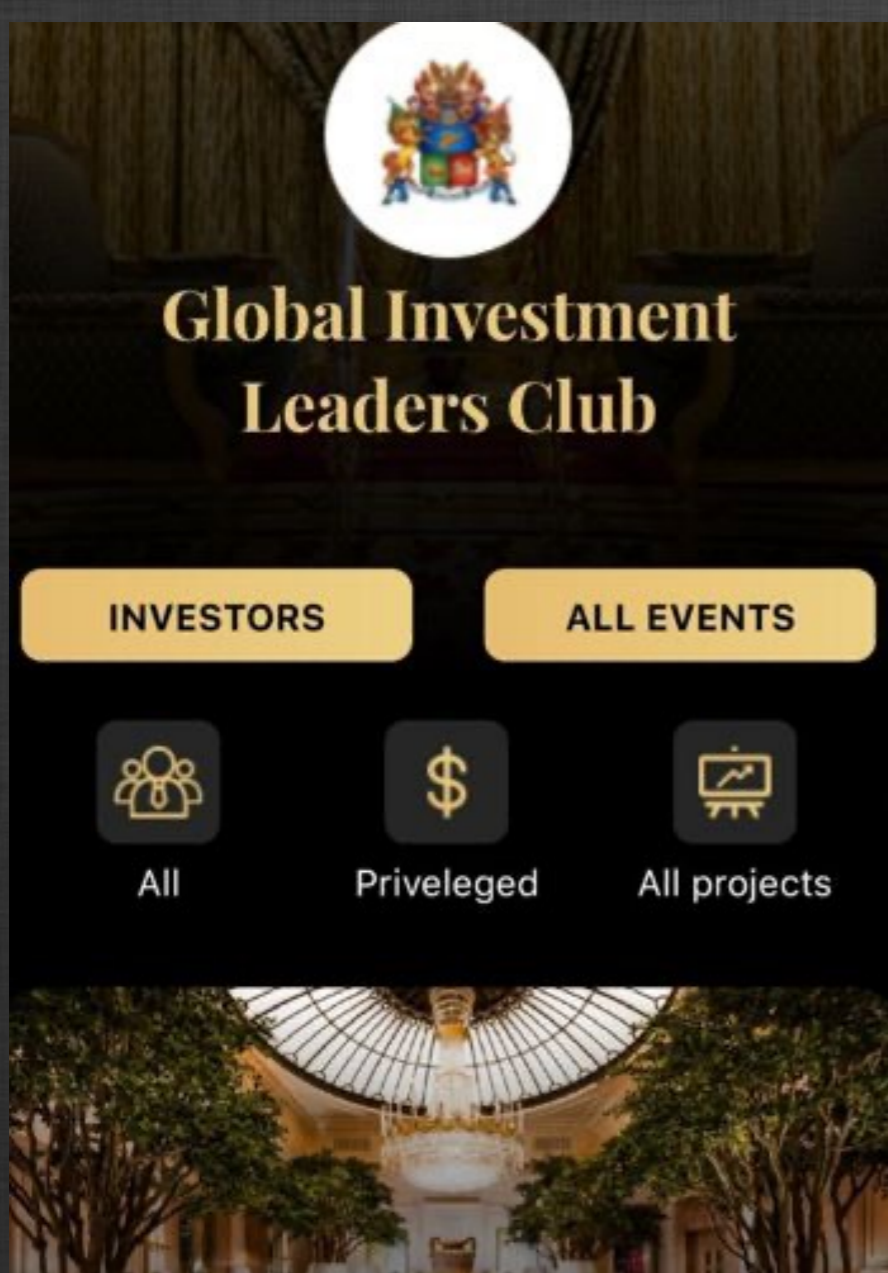 Global Investment
Leaders Club
INVESTORS
ALL EVENTS
All
Priveleged
All projects